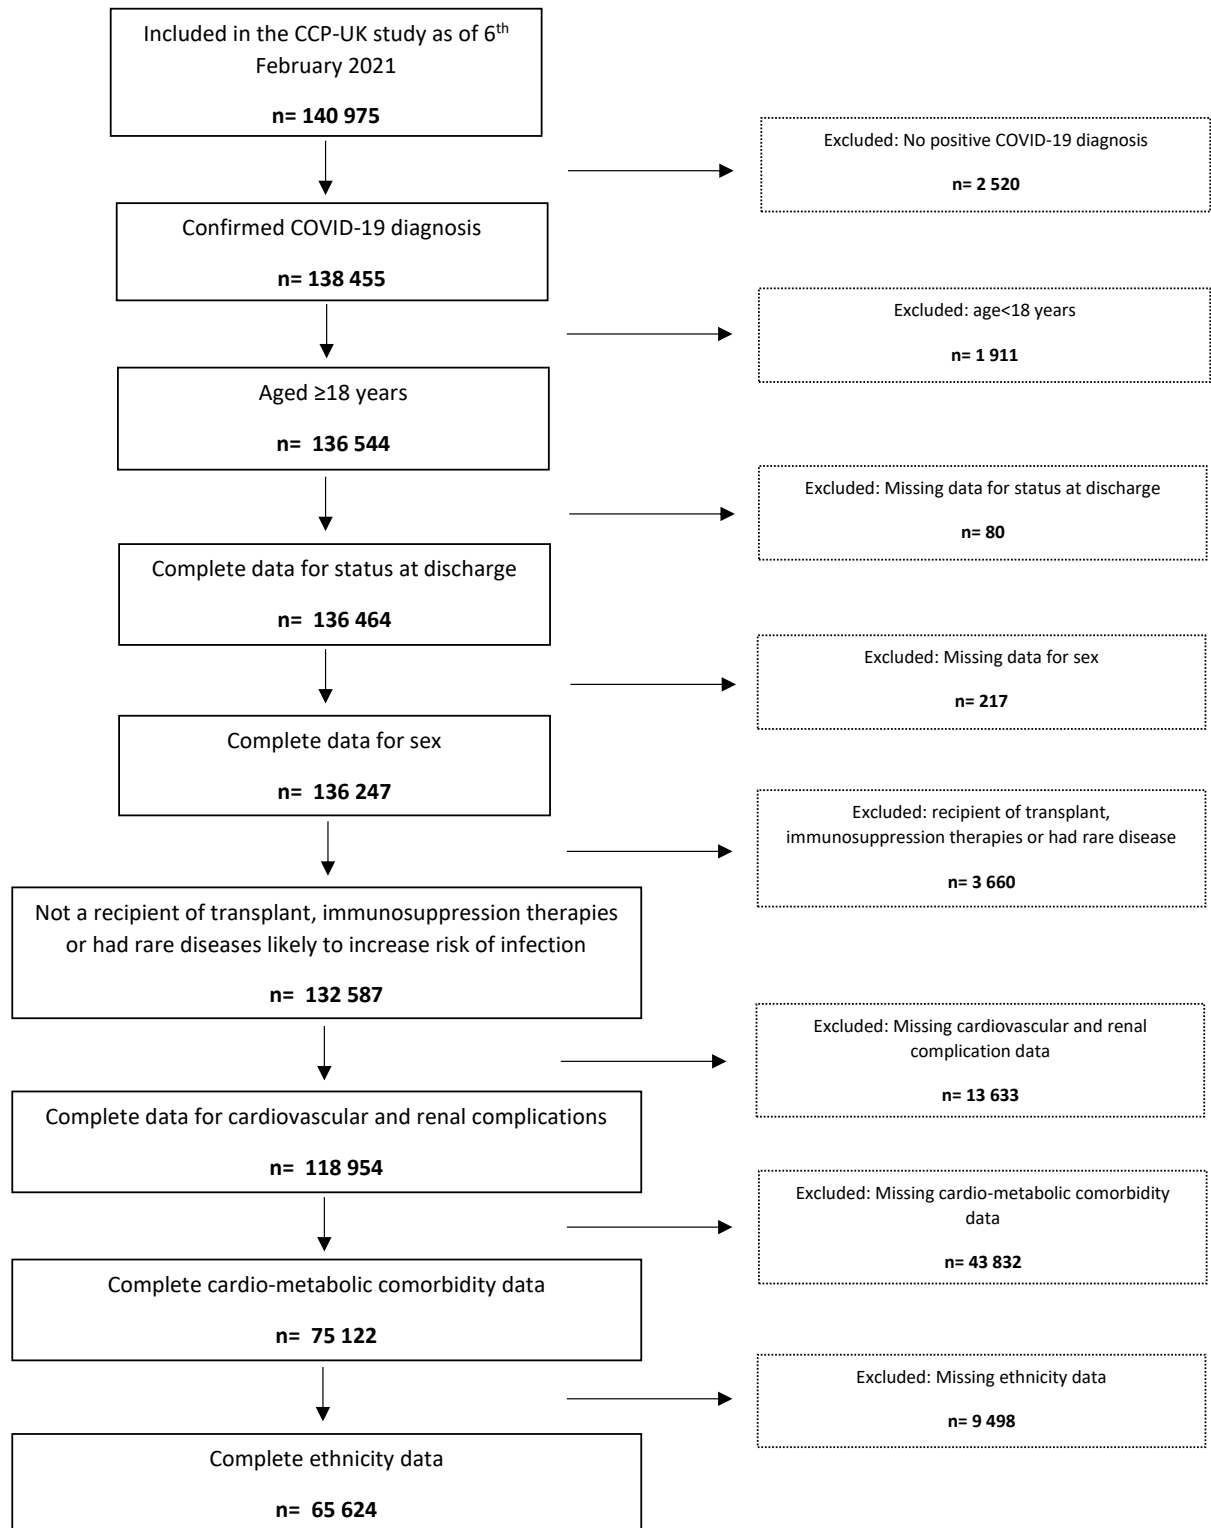 Included in the CCP-UK study as of 6th
February 2021
n= 140 975
Excluded: No positive COVID-19 diagnosis
n= 2 520
Confirmed COVID-19 diagnosis
n= 138 455
Excluded: age<18 years
n= 1 911
Aged ≥18 years
n= 136 544
Excluded: Missing data for status at discharge
n= 80
Complete data for status at discharge
n= 136 464
Excluded: Missing data for sex
n= 217
Complete data for sex
n= 136 247
Excluded: recipient of transplant,
immunosuppression therapies or had rare disease
n= 3 660
Not a recipient of transplant, immunosuppression therapies
or had rare diseases likely to increase risk of infection
n= 132 587
Excluded: Missing cardiovascular and renal
complication data
n= 13 633
Complete data for cardiovascular and renal complications
n= 118 954
Excluded: Missing cardio-metabolic comorbidity
data
n= 43 832
Complete cardio-metabolic comorbidity data
n= 75 122
Excluded: Missing ethnicity data
n= 9 498
Complete ethnicity data
n= 65 624